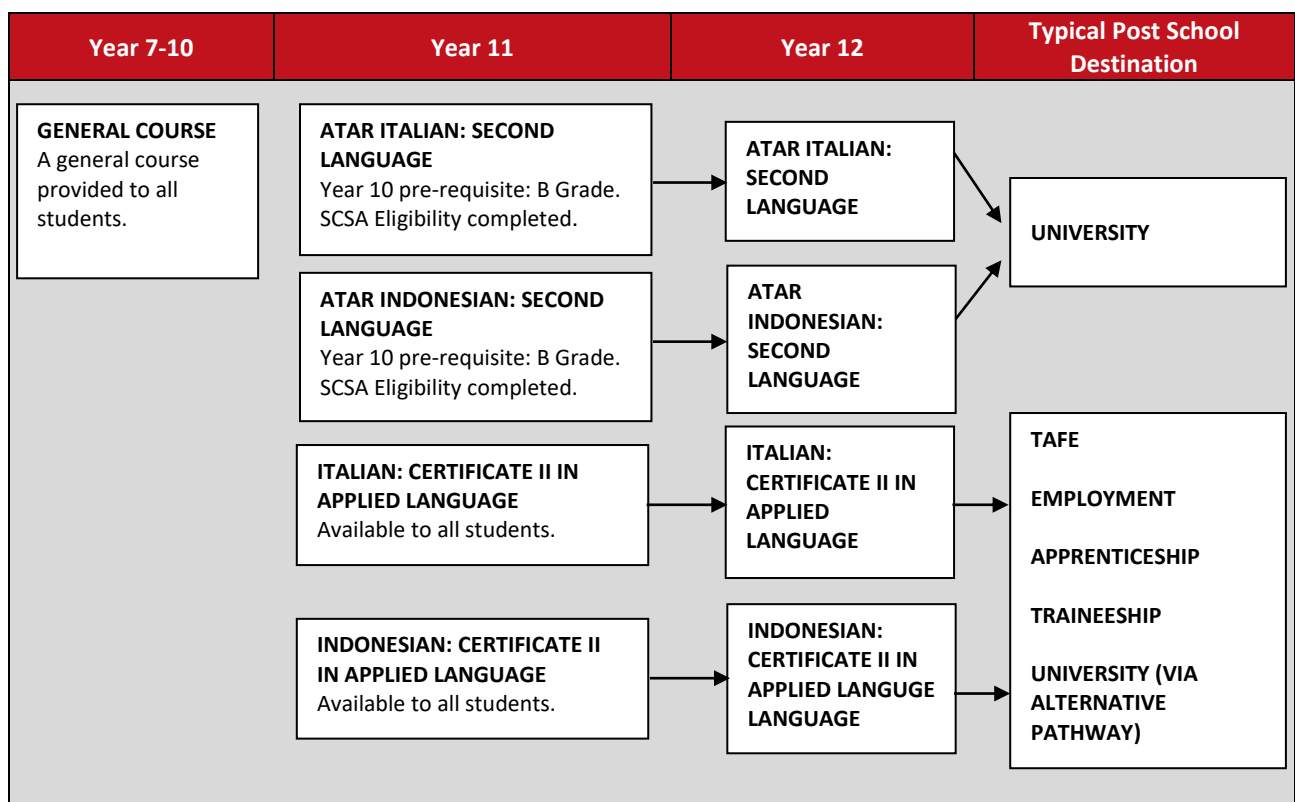 Year 7-10
Year 11
Year 12
Typical Post School
Destination
GENERAL COURSE
A general course
provided to all
students.
ATAR ITALIAN: SECOND
LANGUAGE
Year 10 pre-requisite: B Grade.
SCSA Eligibility completed.
ATAR ITALIAN:
SECOND
LANGUAGE
UNIVERSITY
ATAR INDONESIAN: SECOND
LANGUAGE
Year 10 pre-requisite: B Grade.
SCSA Eligibility completed.
ATAR
INDONESIAN:
SECOND
LANGUAGE
ITALIAN: CERTIFICATE II IN
APPLIED LANGUAGE
Available to all students.
ITALIAN:
CERTIFICATE II IN
APPLIED
LANGUAGE
INDONESIAN: CERTIFICATE II
IN APPLIED LANGUAGE
Available to all students.
INDONESIAN:
CERTIFICATE II IN
APPLIED LANGUGE
LANGUAGE
TAFE
EMPLOYMENT
APPRENTICESHIP
TRAINEESHIP
UNIVERSITY (VIA
ALTERNATIVE
PATHWAY)